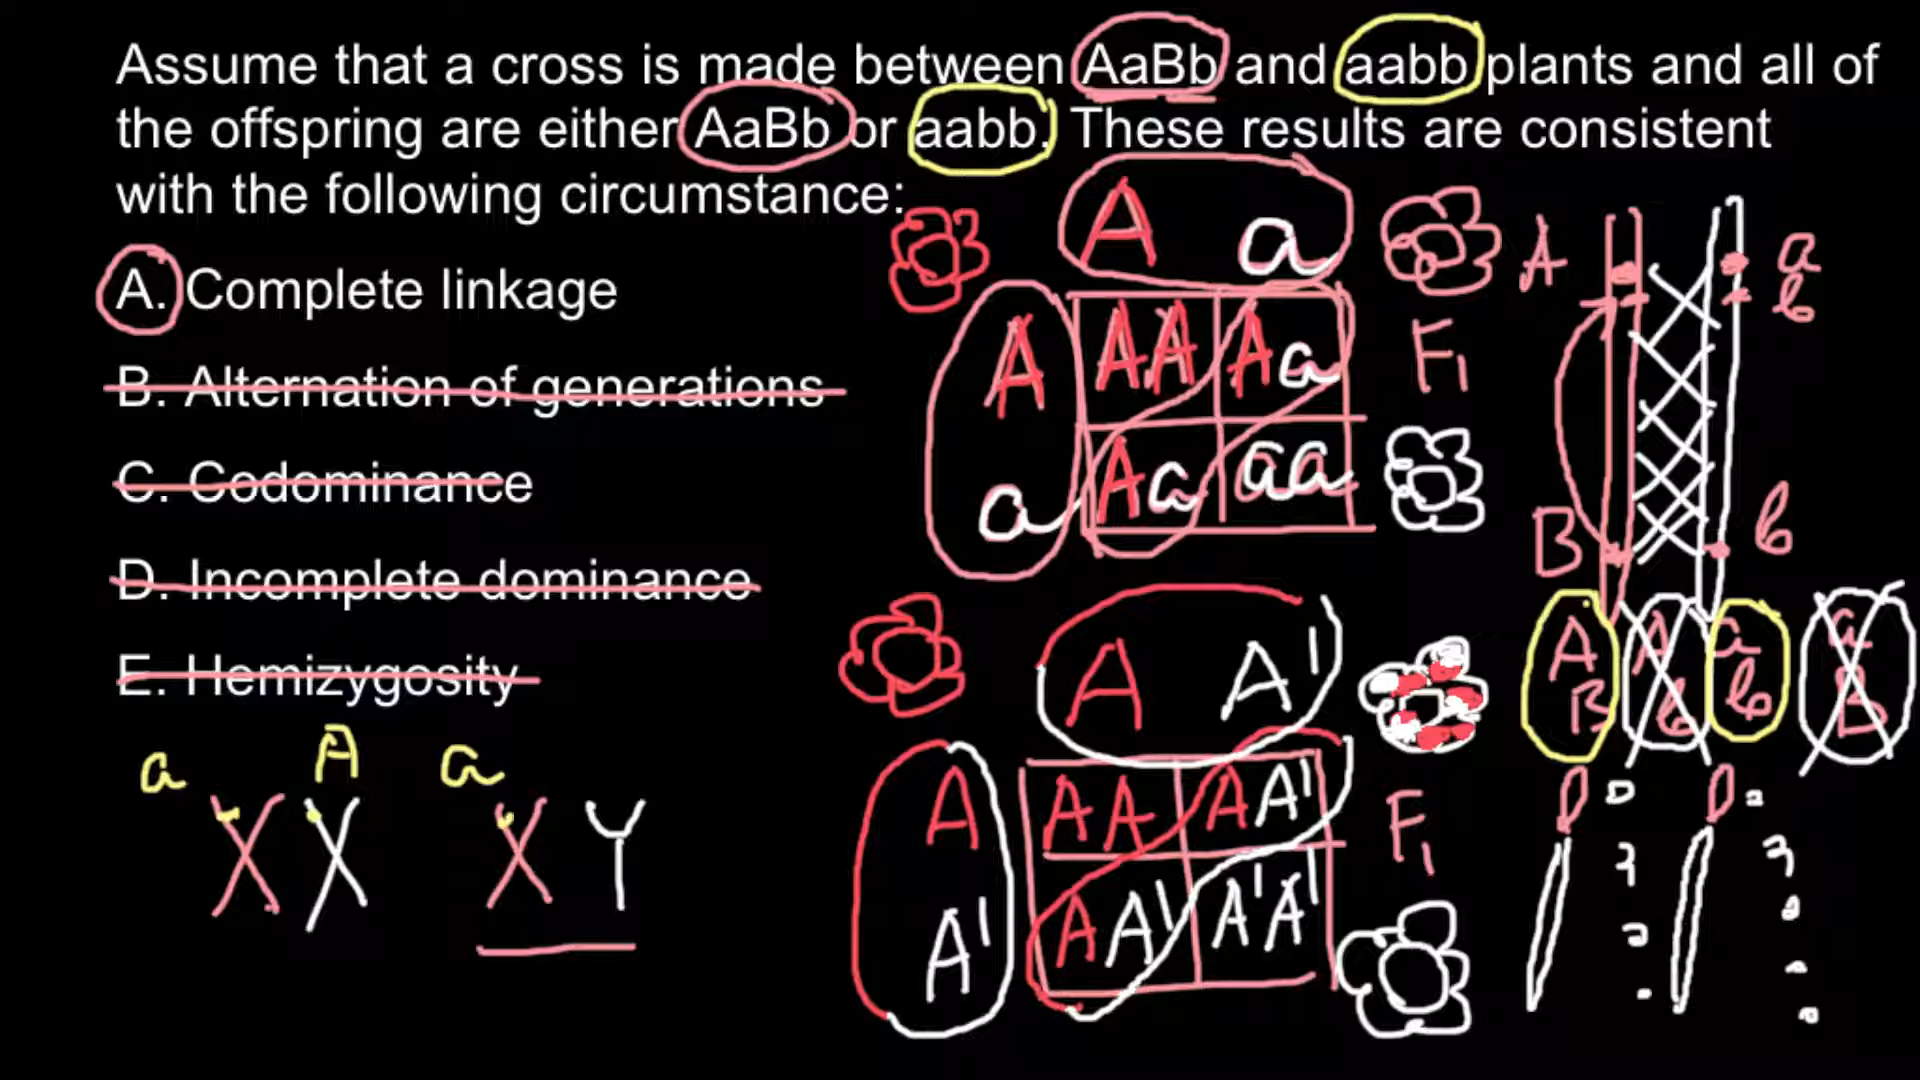 Assume that a cross is made between AaBb and aabb plants and all of
the offspring are either AaBb or aabb. These results are consistent
with the following circumstance:
A. Complete linkage
B. Alternation of generations
C. Codominance
D. Incomplete dominance
E. Hemizygosity
a A a
X X X Y
A a
A AA Aa F1
a Aa aa
A A'
A AA AA' F1
A' AA' A'A'
A a
b
B b
A A a a
B b b B